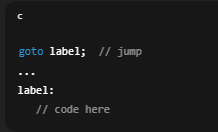 c
goto label;  // jump
...
label:
   // code here